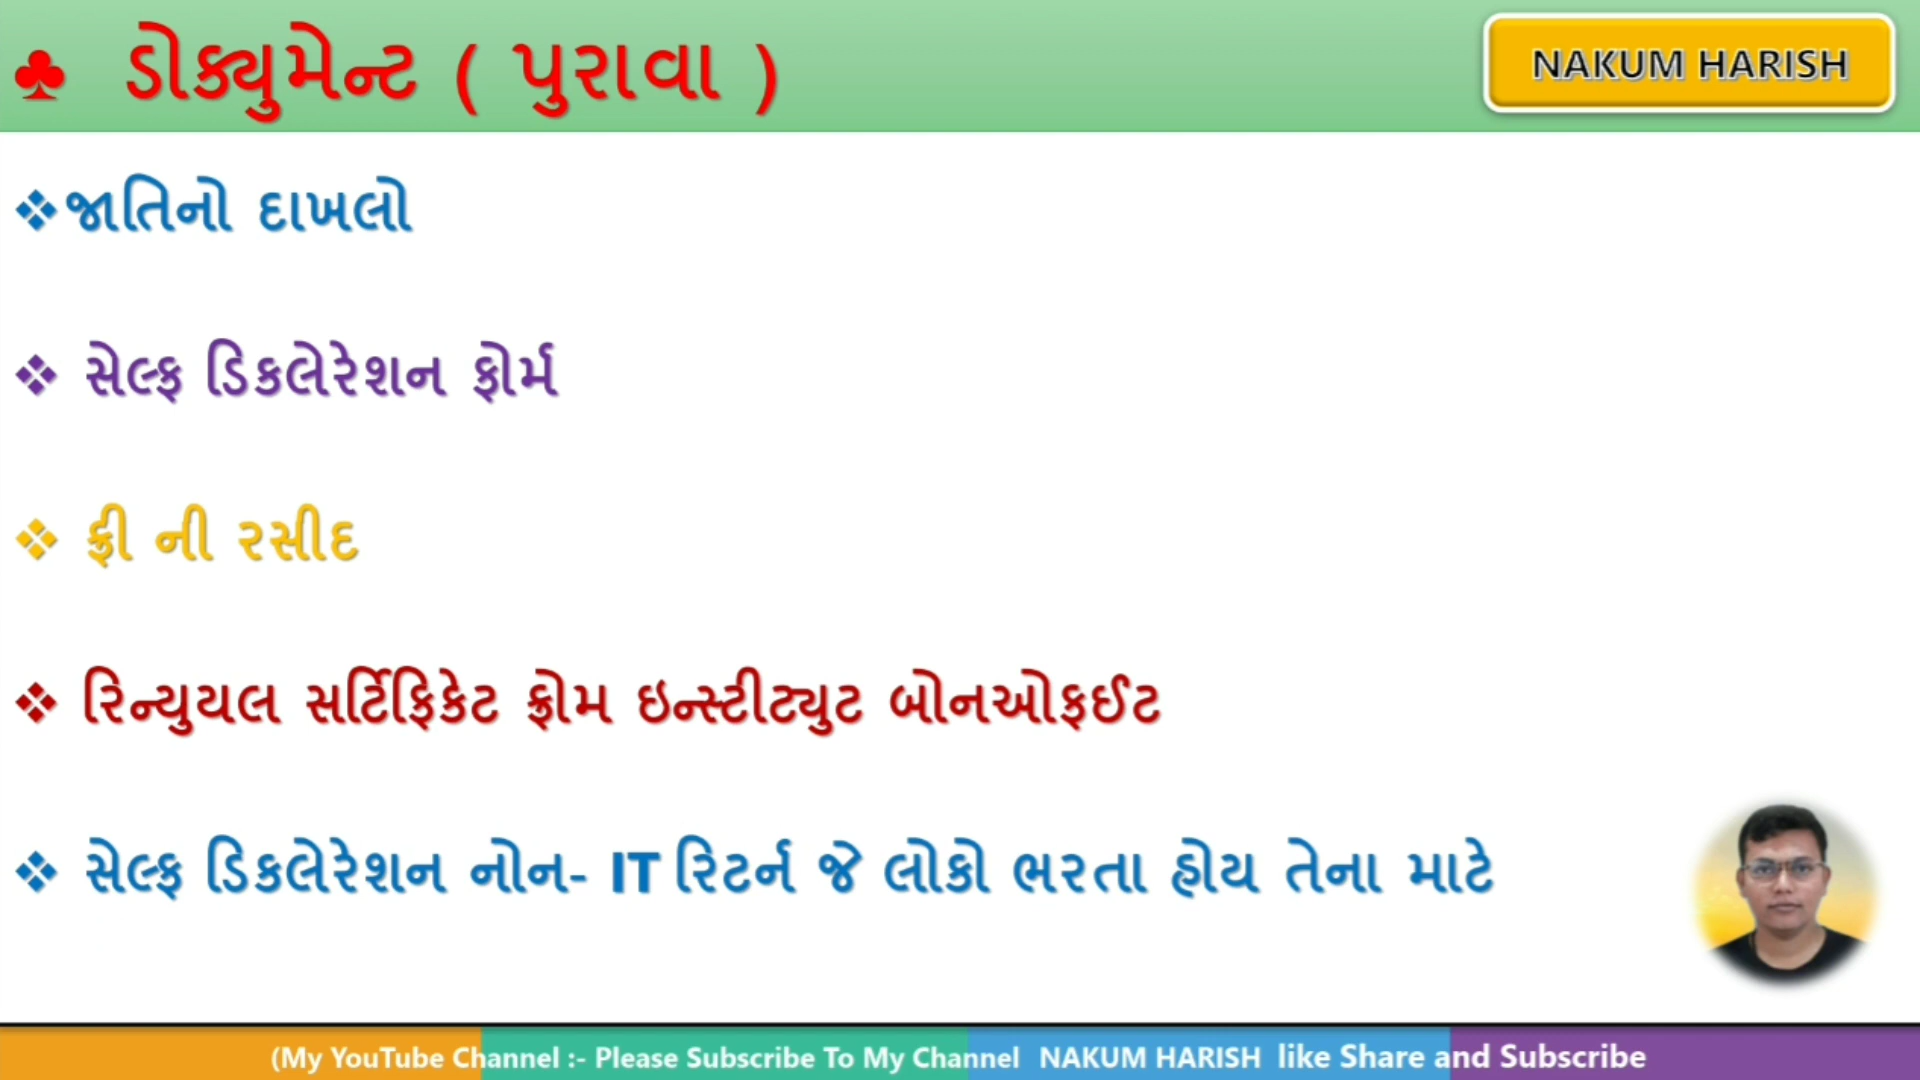 ♣ ડોક્યુમેન્ટ ( પુરાવા )
NAKUM HARISH
❖જાતિનો દાખલો
❖ સેલ્ફ ડિકલેરેશન ફોર્મ
❖ ફ્રી ની રસીદ
❖ રિન્યુયલ સર્ટિફિકેટ ફ્રોમ ઇન્સ્ટીટ્યુટ બોનઓફઈટ
❖ સેલ્ફ ડિકલેરેશન નોન- IT રિટર્ન જે લોકો ભરતા હોય તેના માટે
(My YouTube Channel :- Please Subscribe To My Channel NAKUM HARISH like Share and Subscribe